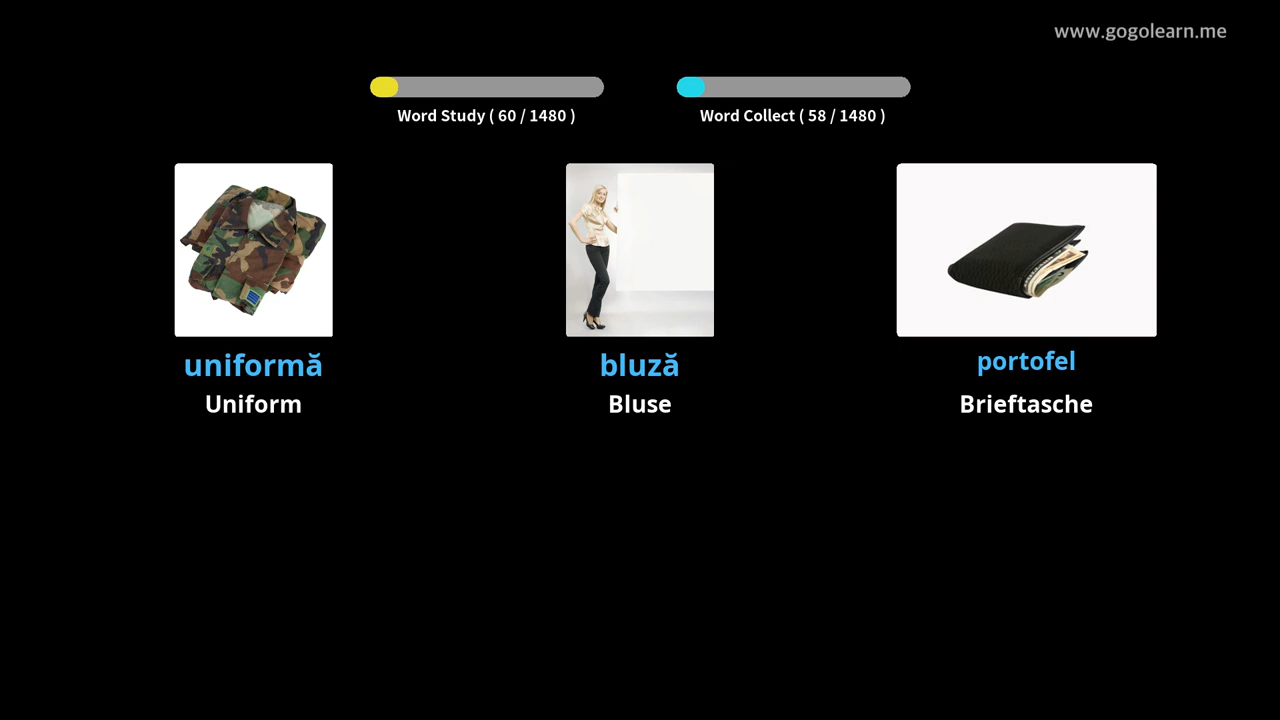 www.gogolearn.me
Word Study ( 60 / 1480 )
Word Collect ( 58 / 1480 )
uniformă
bluză
portofel
Uniform
Bluse
Brieftasche